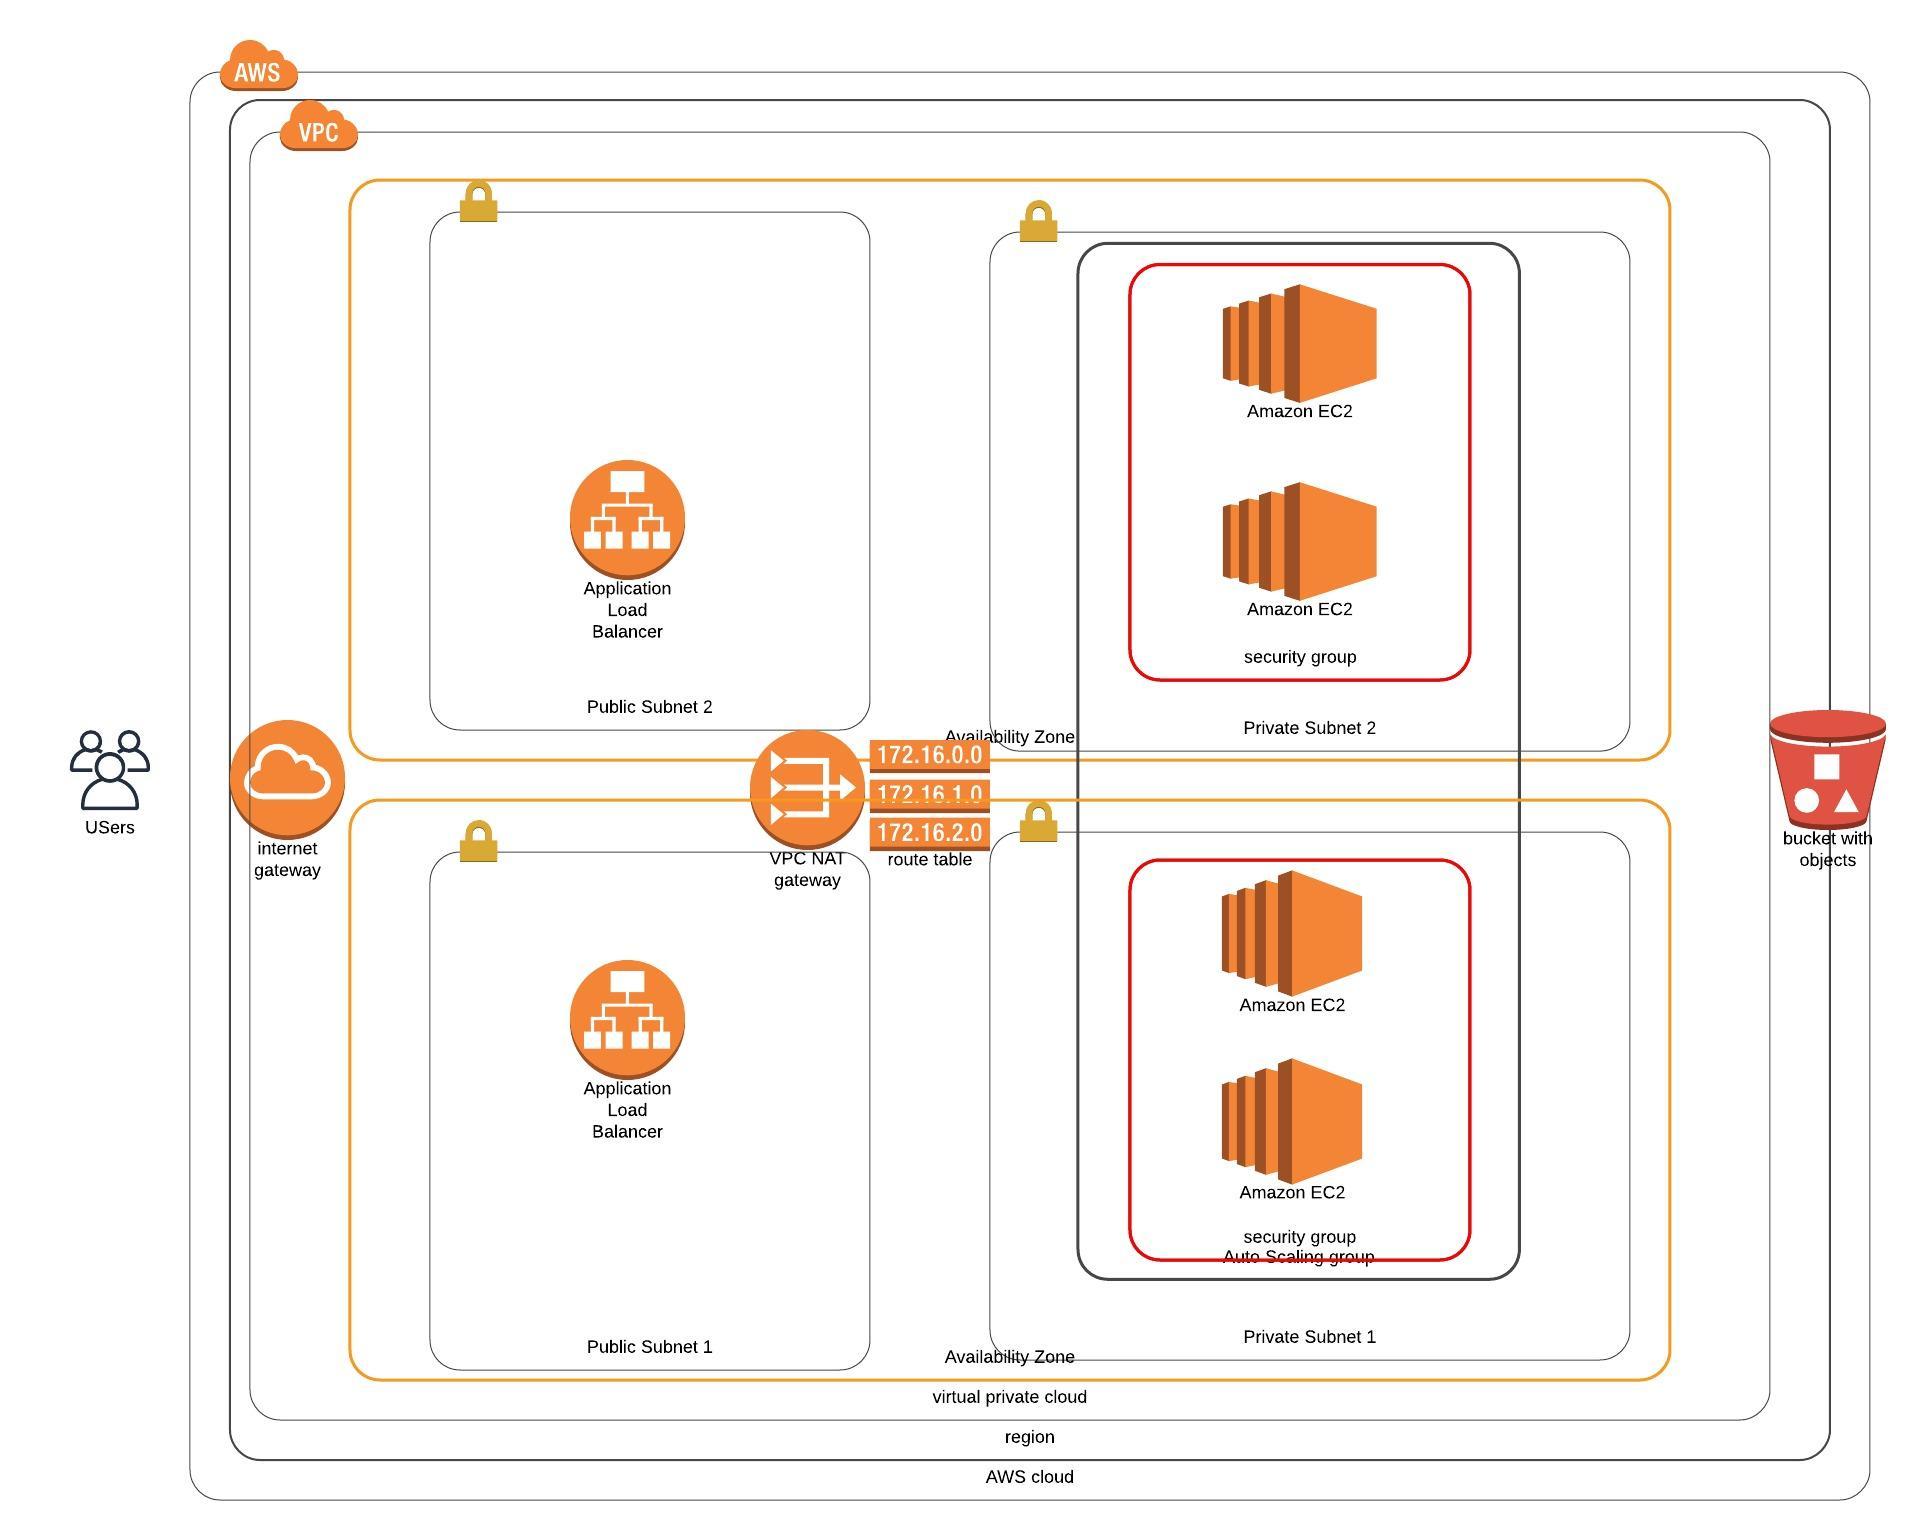 AWS
VPC
Amazon EC2
Amazon EC2
security group
Application
Load
Balancer
Public Subnet 2
Private Subnet 2
Availability Zone
172.16.0.0
172.16.1.0
172.16.2.0
route table
VPC NAT
gateway
USers
internet
gateway
bucket with
objects
Amazon EC2
Amazon EC2
security group
Auto Scaling group
Application
Load
Balancer
Public Subnet 1
Private Subnet 1
Availability Zone
virtual private cloud
region
AWS cloud